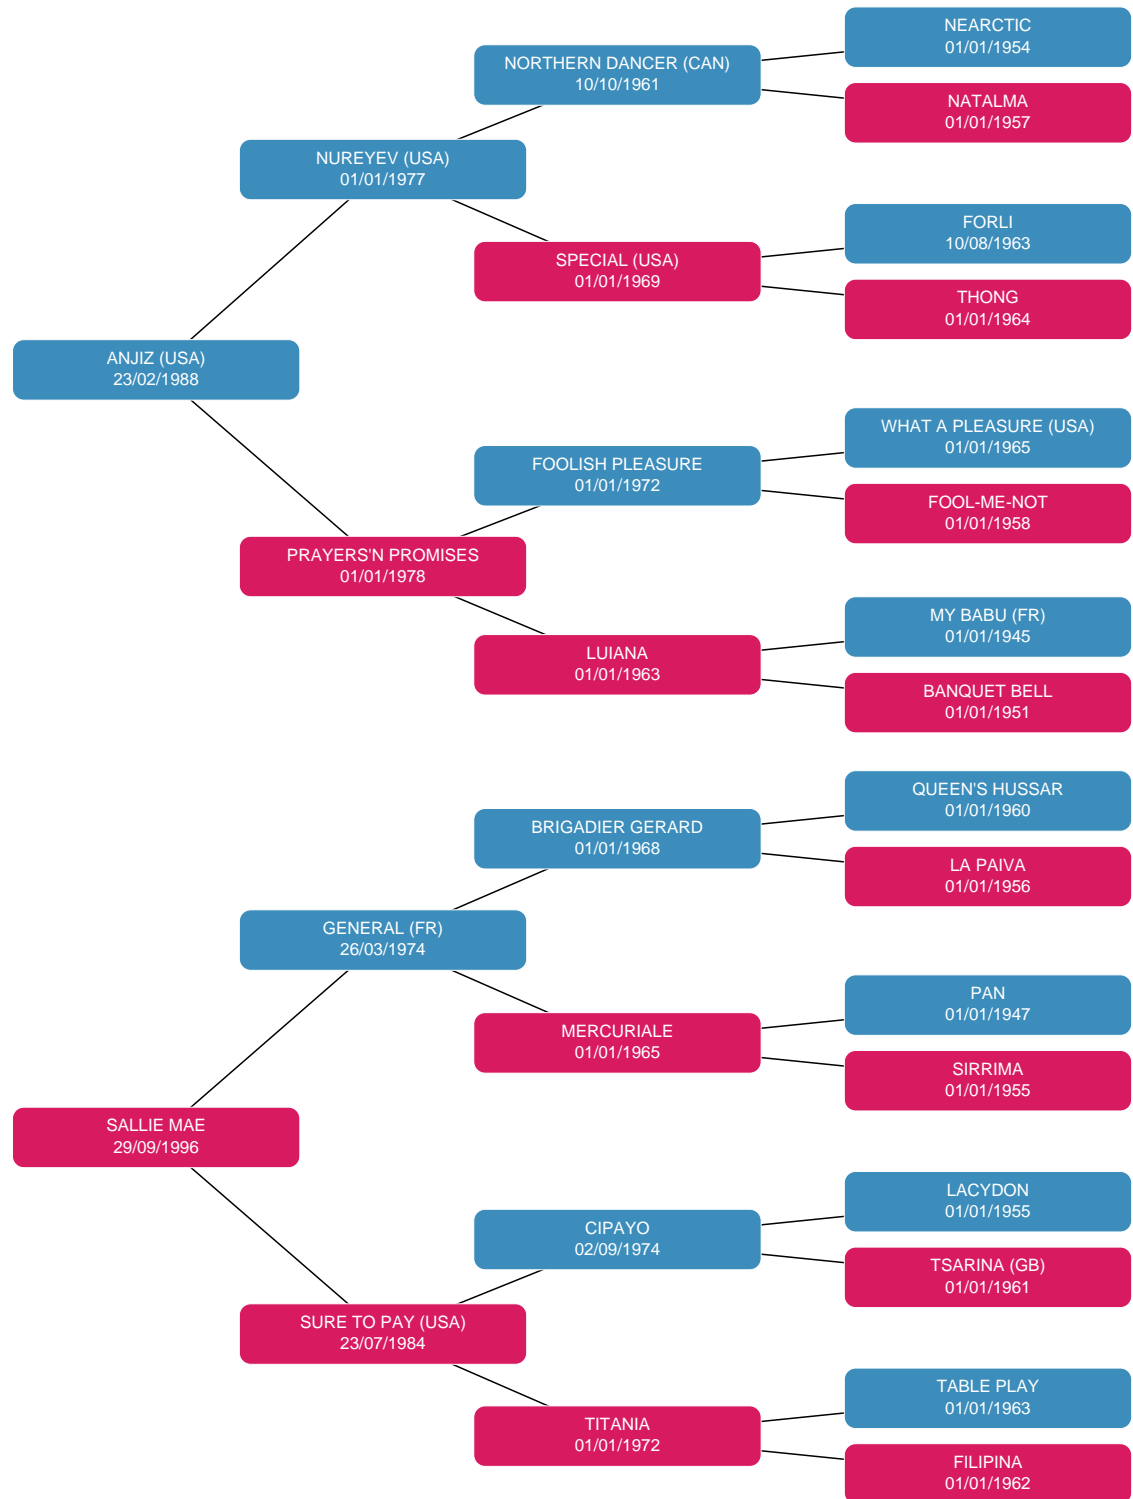 NEARCTIC
01/01/1954
NORTHERN DANCER (CAN)
10/10/1961
NATALMA
01/01/1957
NUREYEV (USA)
01/01/1977
FORLI
10/08/1963
SPECIAL (USA)
01/01/1969
THONG
01/01/1964
ANJIZ (USA)
23/02/1988
WHAT A PLEASURE (USA)
01/01/1965
FOOLISH PLEASURE
01/01/1972
FOOL-ME-NOT
01/01/1958
PRAYERS'N PROMISES
01/01/1978
MY BABU (FR)
01/01/1945
LUIANA
01/01/1963
BANQUET BELL
01/01/1951
QUEEN'S HUSSAR
01/01/1960
BRIGADIER GERARD
01/01/1968
LA PAIVA
01/01/1956
GENERAL (FR)
26/03/1974
PAN
01/01/1947
MERCURIALE
01/01/1965
SIRRIMA
01/01/1955
SALLIE MAE
29/09/1996
LACYDON
01/01/1955
CIPAYO
02/09/1974
TSARINA (GB)
01/01/1961
SURE TO PAY (USA)
23/07/1984
TABLE PLAY
01/01/1963
TITANIA
01/01/1972
FILIPINA
01/01/1962